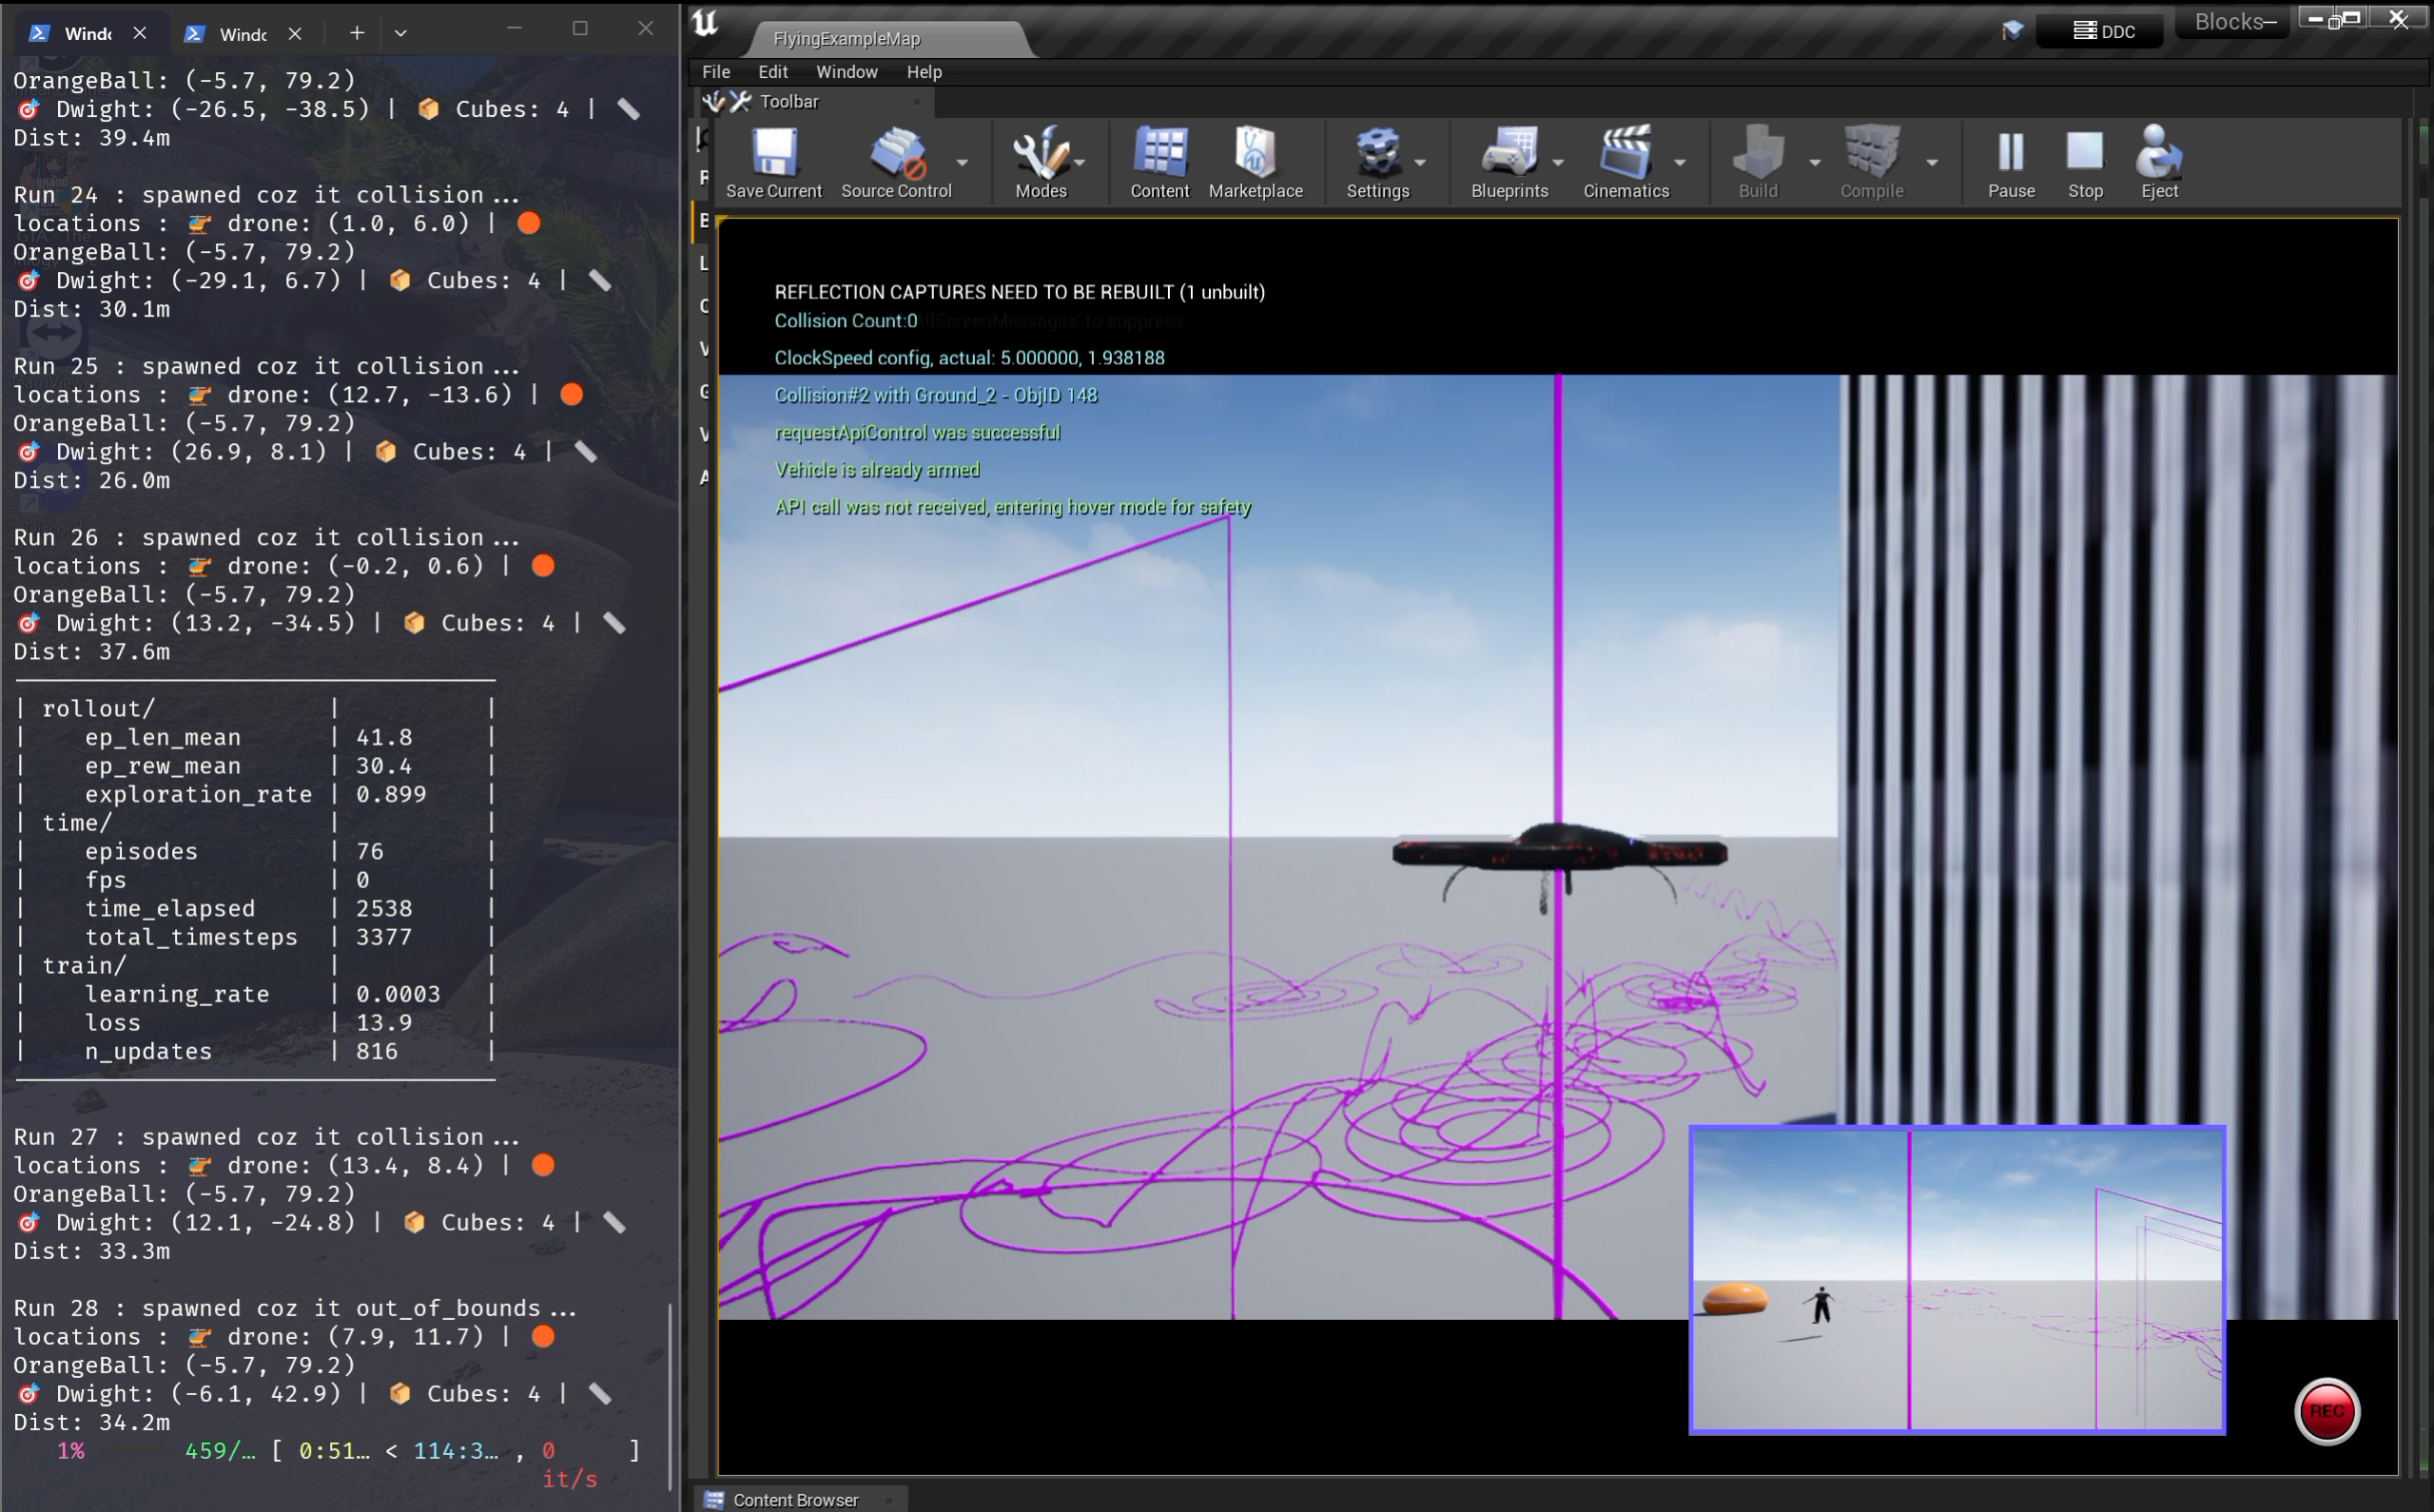 Windc
Windc
OrangeBall: (-5.7, 79.2)
🎯 Dwight: (-26.5, -38.5) | 📦 Cubes: 4 | 📏
Dist: 39.4m
Run 24 : spawned coz it collision...
locations : 🚁 drone: (1.0, 6.0) | 🟠
OrangeBall: (-5.7, 79.2)
🎯 Dwight: (-29.1, 6.7) | 📦 Cubes: 4 | 📏
Dist: 30.1m
Run 25 : spawned coz it collision...
locations : 🚁 drone: (12.7, -13.6) | 🟠
OrangeBall: (-5.7, 79.2)
🎯 Dwight: (26.9, 8.1) | 📦 Cubes: 4 | 📏
Dist: 26.0m
Run 26 : spawned coz it collision...
locations : 🚁 drone: (-0.2, 0.6) | 🟠
OrangeBall: (-5.7, 79.2)
🎯 Dwight: (13.2, -34.5) | 📦 Cubes: 4 | 📏
Dist: 37.6m
| rollout/ | |
| ep_len_mean | 41.8 |
| ep_rew_mean | 30.4 |
| exploration_rate | 0.899 |
| time/ | |
| episodes | 76 |
| fps | 0 |
| time_elapsed | 2538 |
| total_timesteps | 3377 |
| train/ | |
| learning_rate | 0.0003 |
| loss | 13.9 |
| n_updates | 816 |
Run 27 : spawned coz it collision...
locations : 🚁 drone: (13.4, 8.4) | 🟠
OrangeBall: (-5.7, 79.2)
🎯 Dwight: (12.1, -24.8) | 📦 Cubes: 4 | 📏
Dist: 33.3m
Run 28 : spawned coz it out_of_bounds...
locations : 🚁 drone: (7.9, 11.7) | 🟠
OrangeBall: (-5.7, 79.2)
🎯 Dwight: (-6.1, 42.9) | 📦 Cubes: 4 | 📏
Dist: 34.2m
1% 459/… [ 0:51… < 114:3… , 0 ]
it/s
FlyingExampleMap
DDC
Blocks
File Edit Window Help
Toolbar
Save Current Source Control Modes Content Marketplace Settings Blueprints Cinematics Build Compile Pause Stop Eject
REFLECTION CAPTURES NEED TO BE REBUILT (1 unbuilt)
Collision Count:0 AllScreenMessages' to suppress
ClockSpeed config, actual: 5.000000, 1.938188
Collision#2 with Ground_2 - ObjID 148
requestApiControl was successful
Vehicle is already armed
API call was not received, entering hover mode for safety
REC
Content Browser